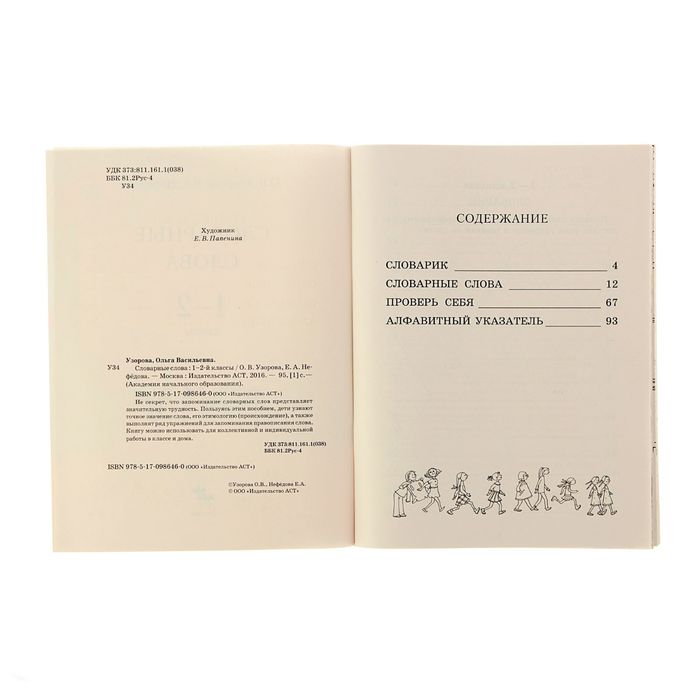 УДК 373:811.161.1(038)
ББК 81.2Рус-4
У34
Художник
Е. В. Папенина
Узорова, Ольга Васильевна.
У34 Словарные слова : 1–2-й классы / О. В. Узорова, Е. А. Не-
фёдова. — Москва : Издательство АСТ, 2016. — 95, [1] с.—
(Академия начального образования).
ISBN 978-5-17-098646-0 (ООО «Издательство АСТ»)
Не секрет, что запоминание словарных слов представляет
значительную трудность. Пользуясь этим пособием, дети узнают
точное значение слова, его этимологию (происхождение), а также
выполнят ряд упражнений для запоминания правописания слова.
Книгу можно использовать для коллективной и индивидуальной
работы в классе и дома.
УДК 373:811.161.1(038)
ББК 81.2Рус-4
ISBN 978-5-17-098646-0 (ООО «Издательство АСТ»)
©Узорова О.В., Нефёдова Е.А.
© ООО «Издательство АСТ»
СОДЕРЖАНИЕ
СЛОВАРИК 4
СЛОВАРНЫЕ СЛОВА 12
ПРОВЕРЬ СЕБЯ 67
АЛФАВИТНЫЙ УКАЗАТЕЛЬ 93